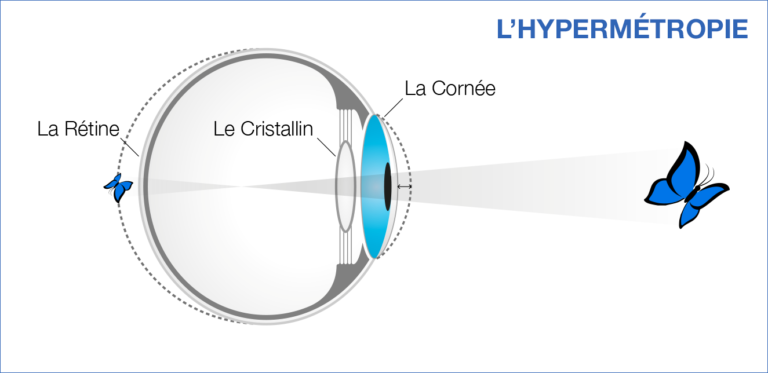 L'HYPERMÉTROPIE
La Cornée
La Rétine
Le Cristallin